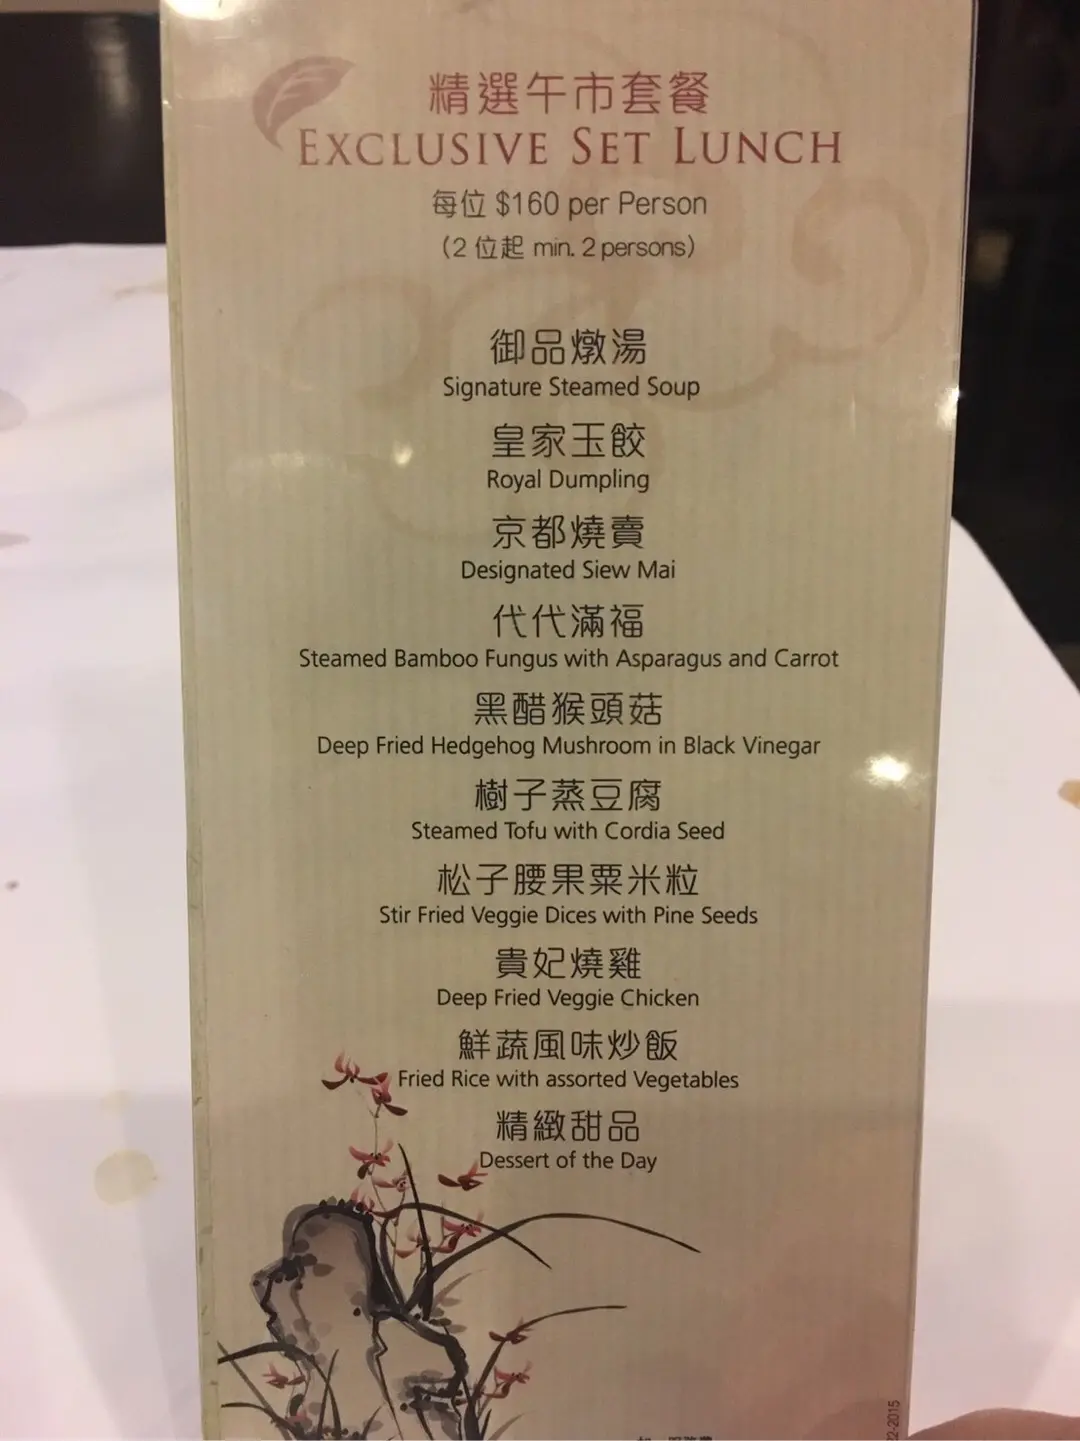 精選午市套餐
EXCLUSIVE SET LUNCH
每位 $160 per Person
(2 位起 min. 2 persons)
御品燉湯
Signature Steamed Soup
皇家玉餃
Royal Dumpling
京都燒賣
Designated Siew Mai
代代滿福
Steamed Bamboo Fungus with Asparagus and Carrot
黑醋猴頭菇
Deep Fried Hedgehog Mushroom in Black Vinegar
樹子蒸豆腐
Steamed Tofu with Cordia Seed
松子腰果粟米粒
Stir Fried Veggie Dices with Pine Seeds
貴妃燒雞
Deep Fried Veggie Chicken
鮮蔬風味炒飯
Fried Rice with assorted Vegetables
精緻甜品
Dessert of the Day